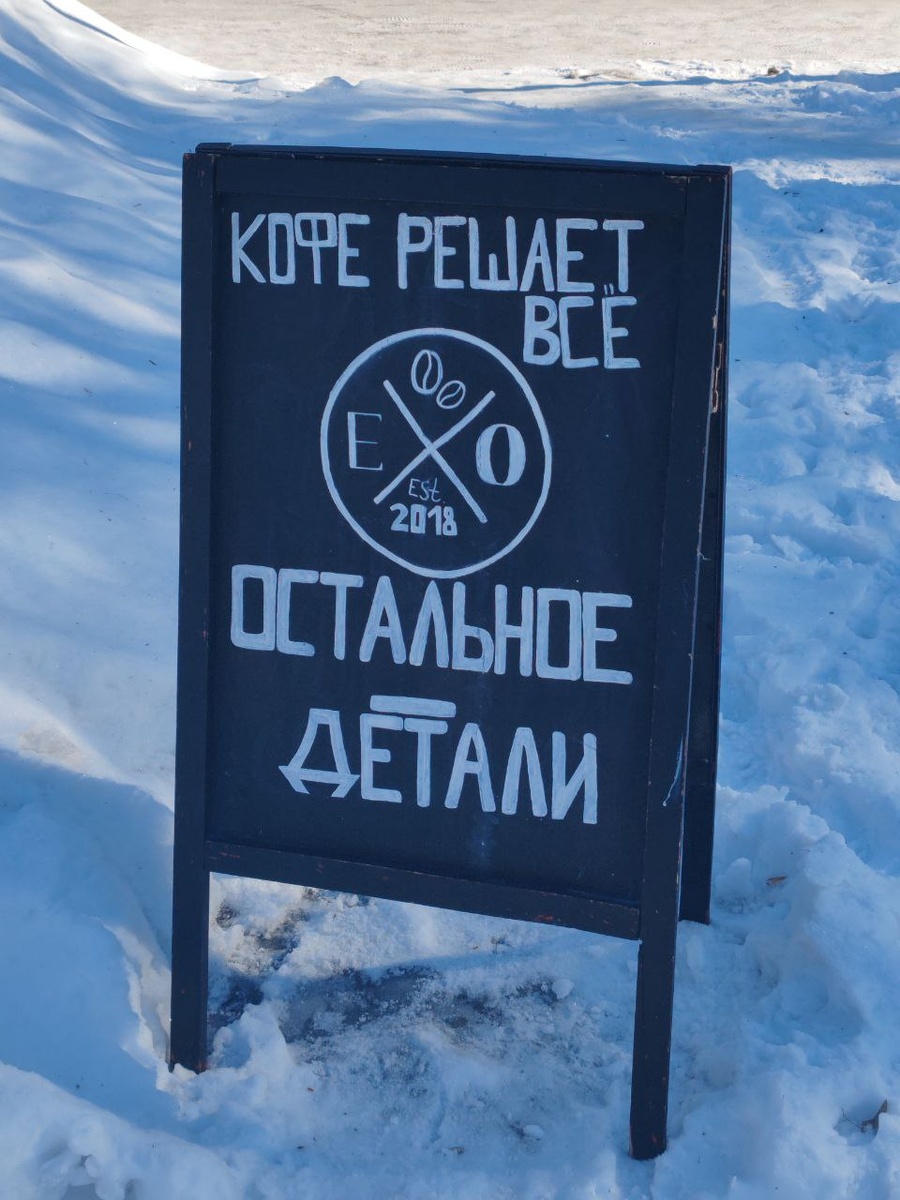 КОФЕ РЕШАЕТ
ВСЁ
E O
Est.
2018
ОСТАЛЬНОЕ
ДЕТАЛИ